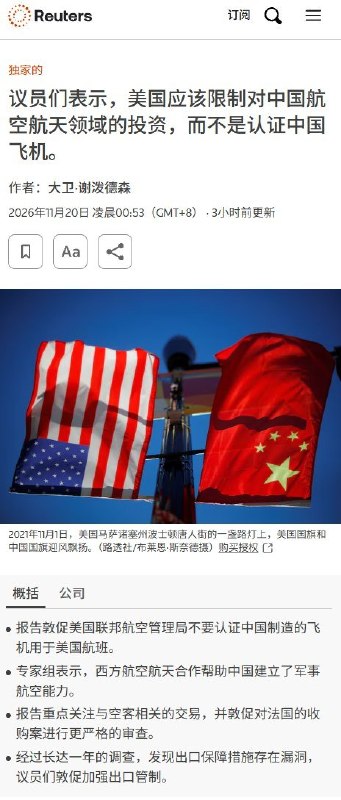 Reuters
订阅
独家的
议员们表示，美国应该限制对中国航
空航天领域的投资，而不是认证中国
飞机。
作者：大卫·谢泼德森
2026年11月20日 凌晨00:53（GMT+8） · 3小时前更新
Aa
2021年11月1日，美国马萨诸塞州波士顿唐人街的一盏路灯上，美国国旗和
中国国旗迎风飘扬。（路透社/布莱恩·斯奈德摄）购买授权
概括
公司
报告敦促美国联邦航空管理局不要认证中国制造的飞
机用于美国航班。
专家组表示，西方航空航天合作帮助中国建立了军事
航空能力。
报告重点关注与空客相关的交易，并敦促对法国的收
购案进行更严格的审查。
经过长达一年的调查，发现出口保障措施存在漏洞，
议员们敦促加强出口管制。